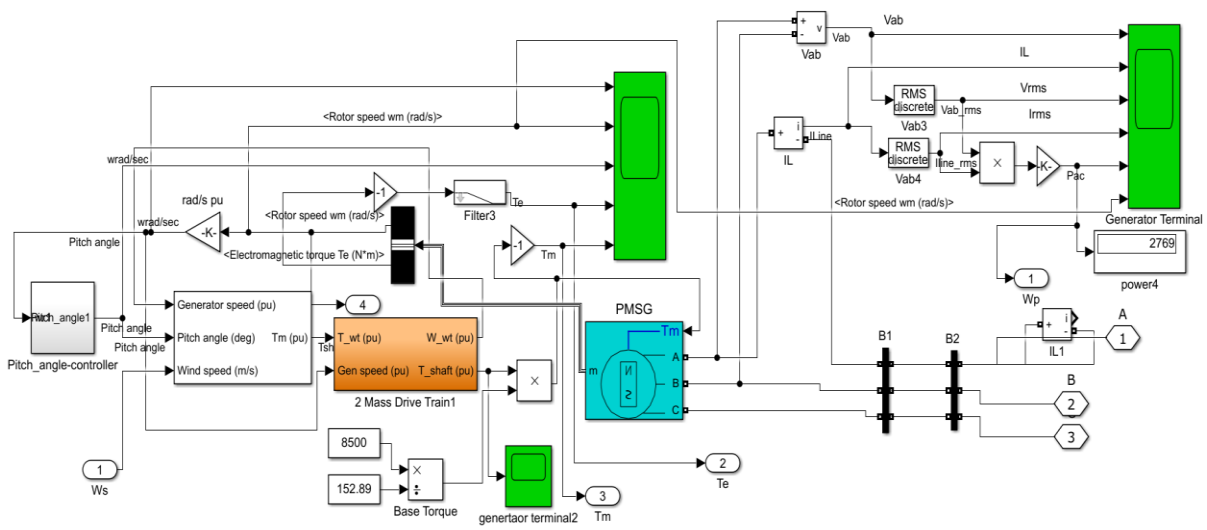 Vab
+
-
v
Vab
Vab
IL
Vrms
RMS
discrete
Vab_rms
Vab3
Irms
<Rotor speed wm (rad/s)>
+
i
-
ILine
IL
RMS
discrete
Iline_rms
Vab4
×
-K-
Pac
<Rotor speed wm (rad/s)>
Generator Terminal
2769
power4
1
Wp
wrad/sec
-1
Filter3
Te
rad/s pu
-K-
wrad/sec
Pitch angle
<Rotor speed wm (rad/s)>
<Electromagnetic torque Te (N*m)>
-1
Tm
Pitch_angle1
Pitch angle
Pitch angle
Pitch_angle-controller
Generator speed (pu)
Pitch angle (deg)
Tm (pu)
Wind speed (m/s)
4
Tsh
T_wt (pu)
W_wt (pu)
Gen speed (pu)
T_shaft (pu)
2 Mass Drive Train1
×
PMSG
Tm
m
N
S
A
B
C
B1
B2
+
i
-
IL1
A
1
B
2
3
8500
152.89
×
÷
Base Torque
1
Ws
genertaor terminal2
2
Te
3
Tm